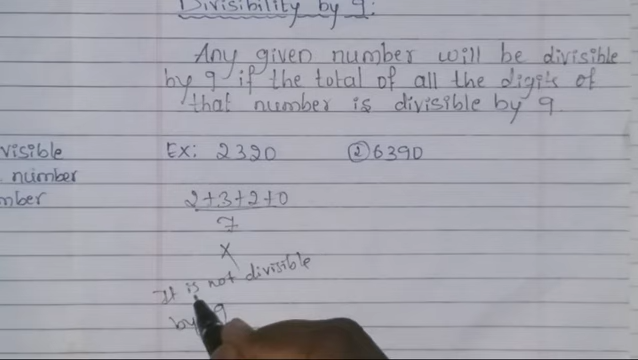 Divisibility by 9:
Any given number will be divisible
by 9 if the total of all the digits of
that number is divisible by 9
visible
number
mber
EX: 2320 ② 6390
2+3+2+0
7
X
It is not divisible
by 9